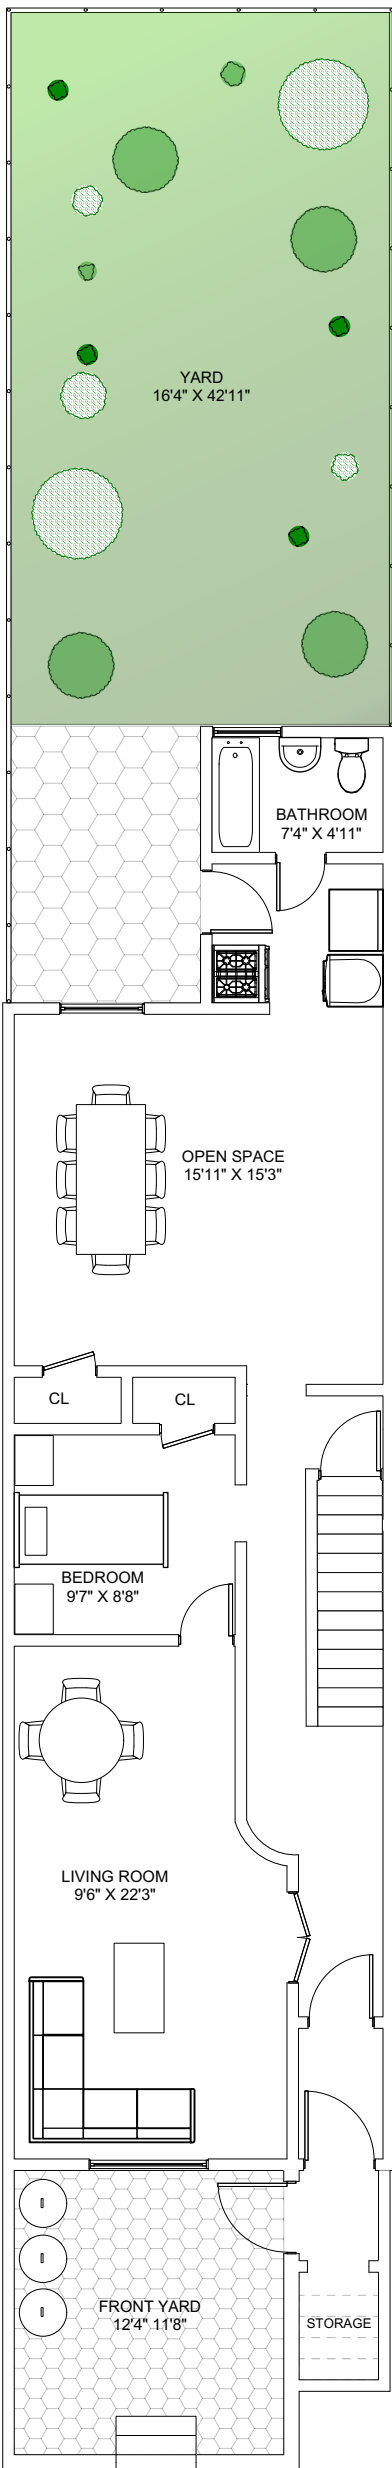 YARD
16'4" X 42'11"
BATHROOM
7'4" X 4'11"
OPEN SPACE
15'11" X 15'3"
CL
CL
BEDROOM
9'7" X 8'8"
LIVING ROOM
9'6" X 22'3"
FRONT YARD
12'4" 11'8"
STORAGE